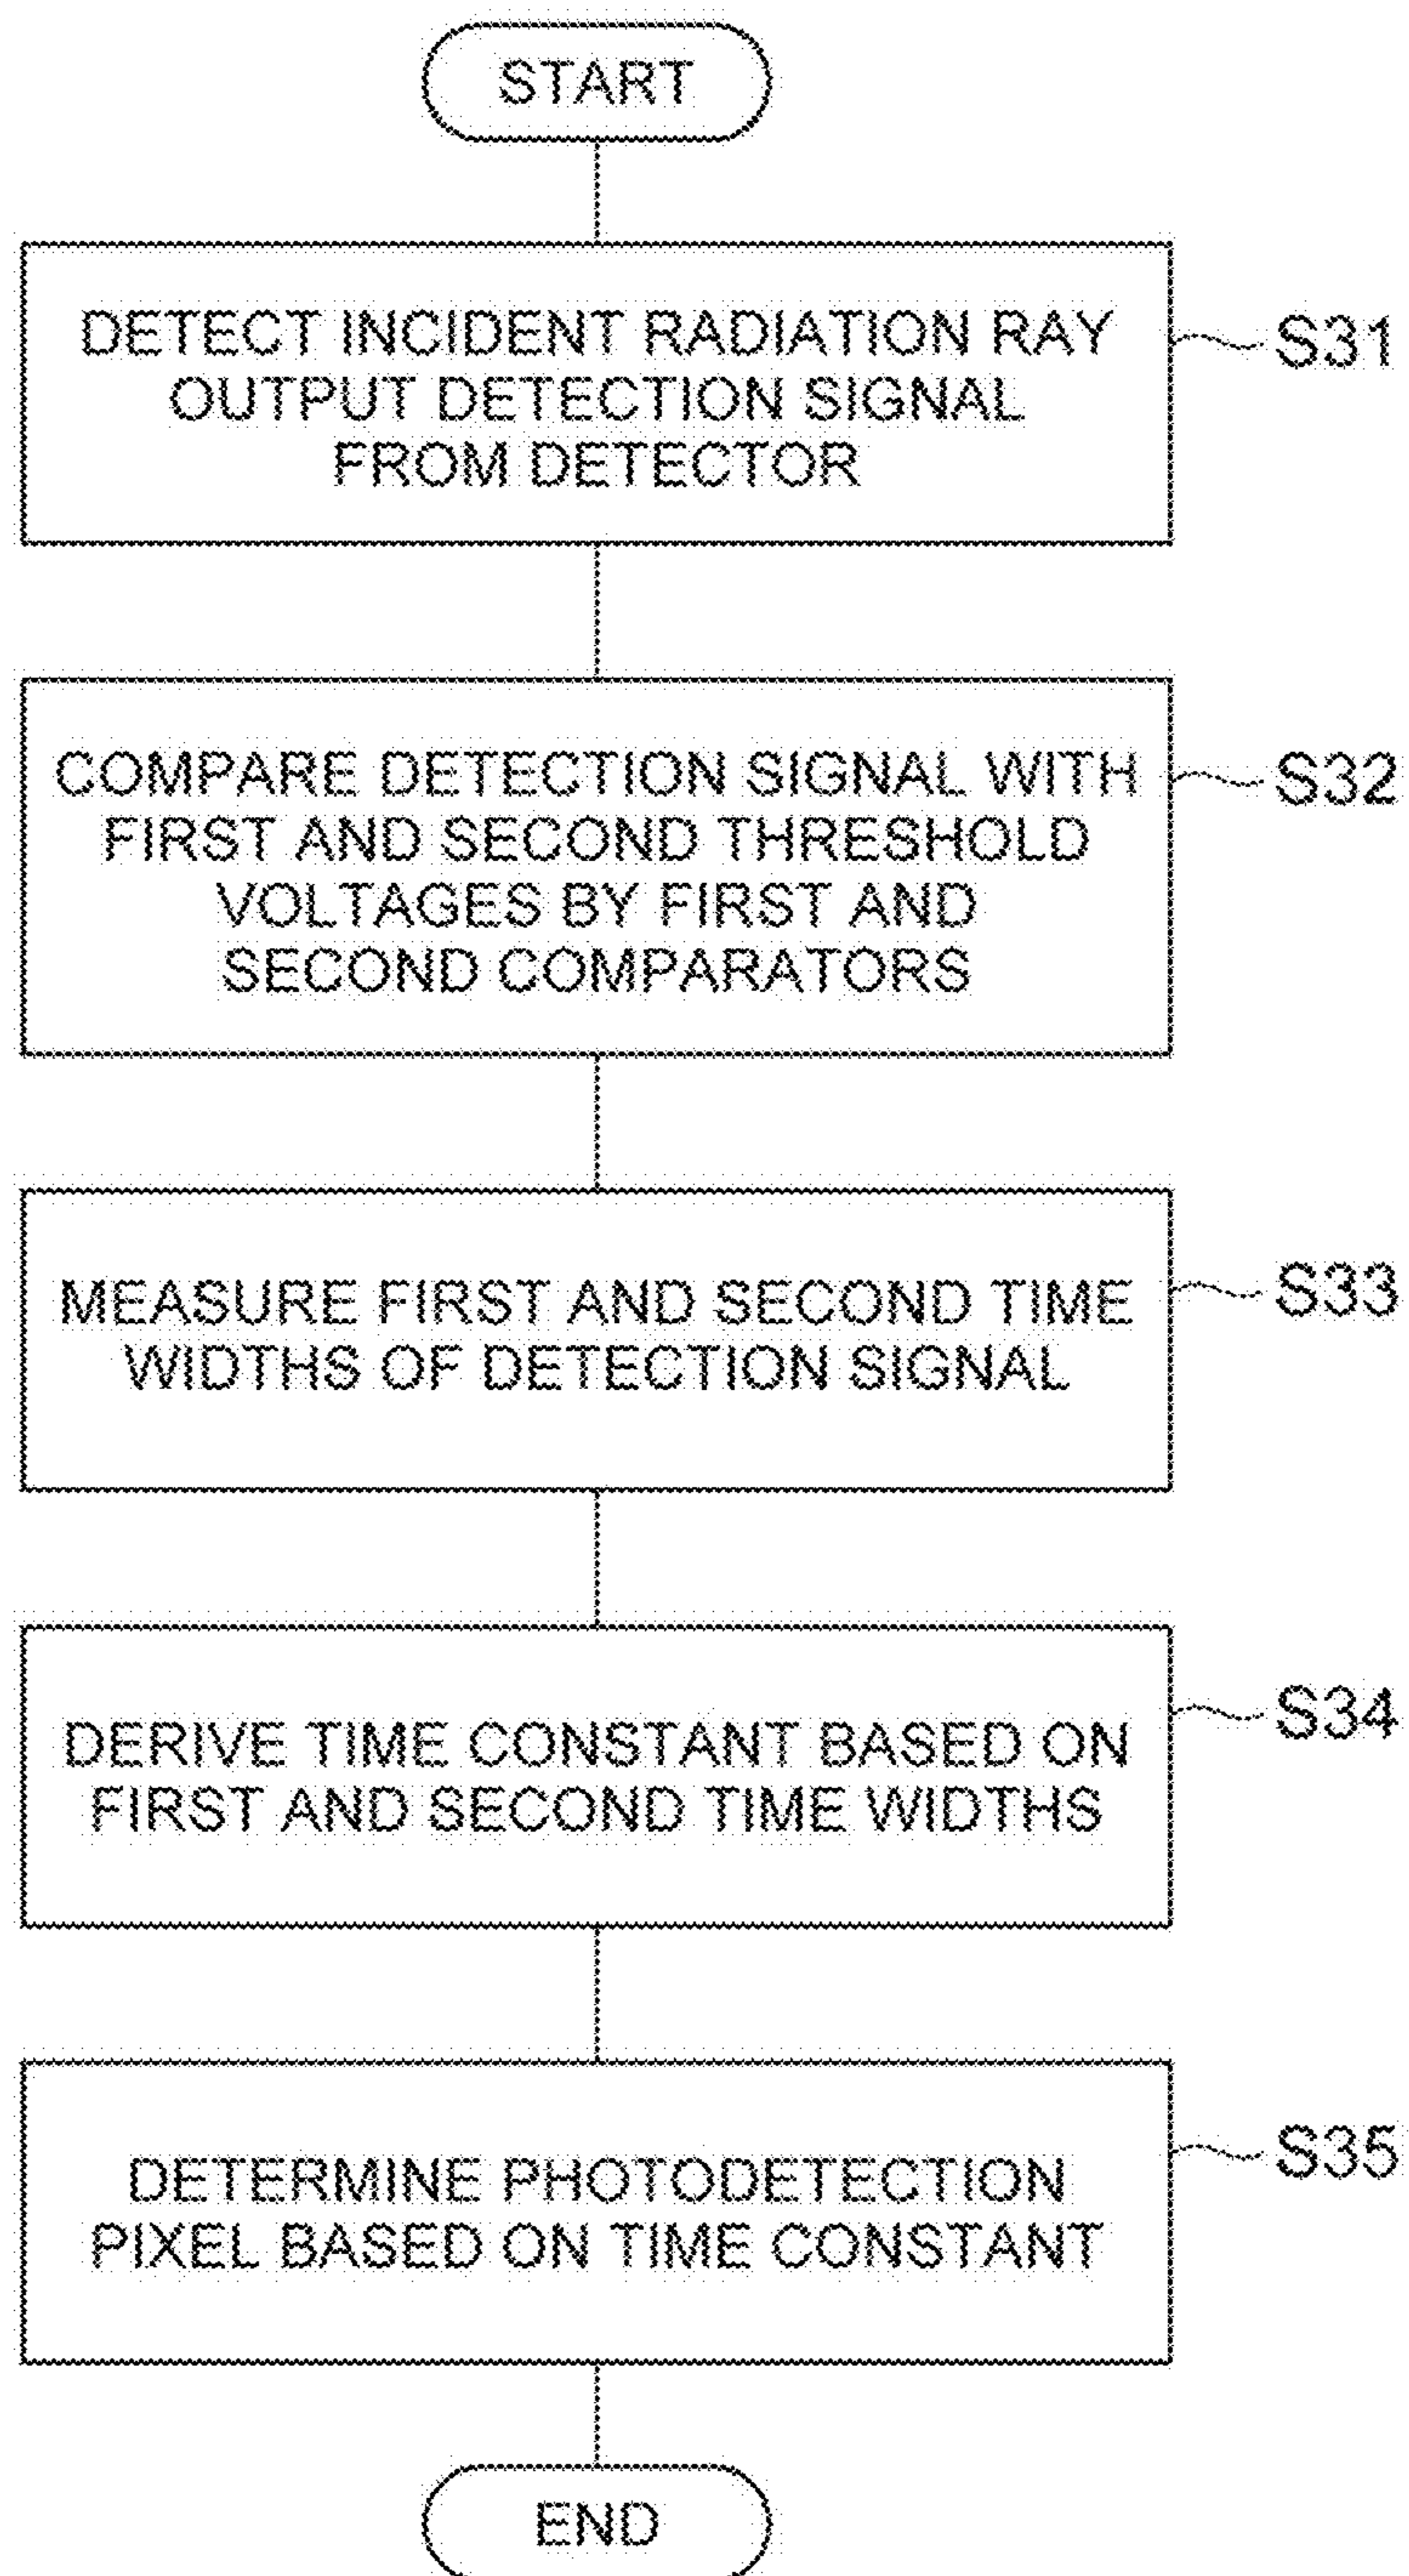 START
DETECT INCIDENT RADIATION RAY
OUTPUT DETECTION SIGNAL
FROM DETECTOR
S31
COMPARE DETECTION SIGNAL WITH
FIRST AND SECOND THRESHOLD
VOLTAGES BY FIRST AND
SECOND COMPARATORS
S32
MEASURE FIRST AND SECOND TIME
WIDTHS OF DETECTION SIGNAL
S33
DERIVE TIME CONSTANT BASED ON
FIRST AND SECOND TIME WIDTHS
S34
DETERMINE PHOTODETECTION
PIXEL BASED ON TIME CONSTANT
S35
END